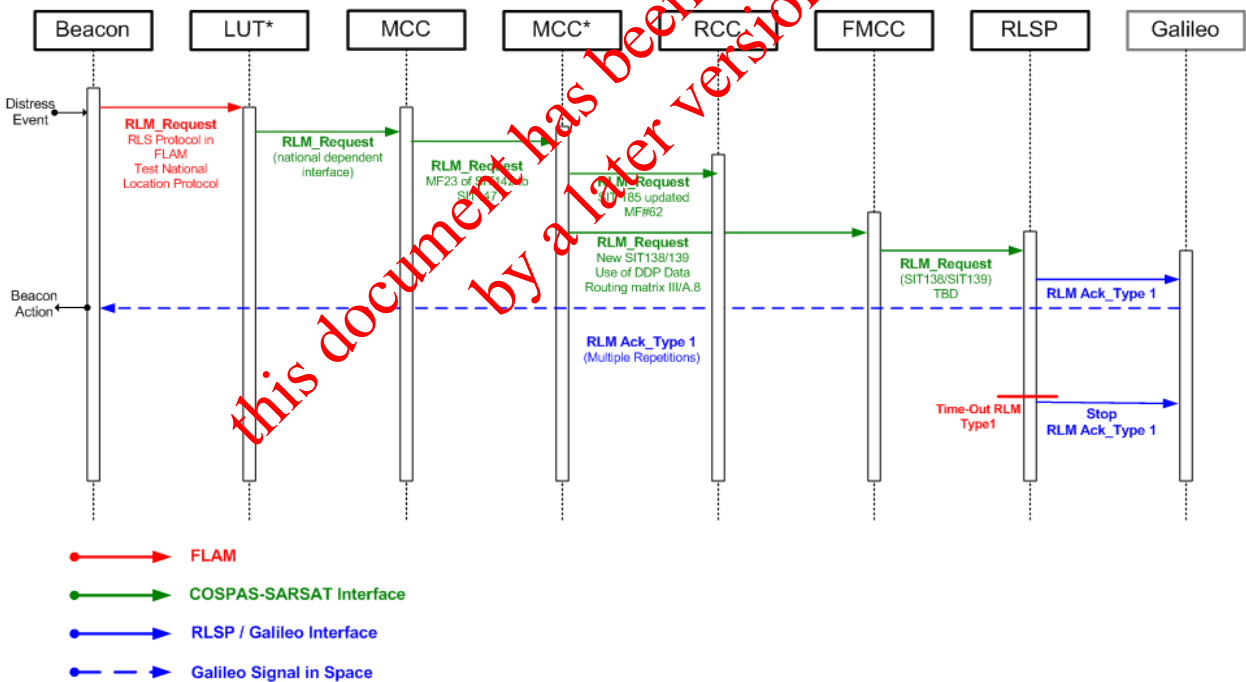 Beacon
LUT*
MCC
MCC*
RCC
FMCC
RLSP
Galileo
Distress
Event
RLM_Request
RLS Protocol in
FLAM
Test National
Location Protocol
RLM_Request
(national dependent
interface)
RLM_Request
MF23 of SIT142 to
RLM_Request
SIT 185 updated
MF#62
RLM_Request
New SIT138/139
Use of DDP Data
Routing matrix III/A.8
RLM_Request
(SIT138/SIT139)
TBD
RLM Ack_Type 1
Beacon
Action
RLM Ack_Type 1
(Multiple Repetitions)
Time-Out RLM
Type1
Stop
RLM Ack_Type 1
this document has been
by a later version
FLAM
COSPAS-SARSAT Interface
RLSP / Galileo Interface
Galileo Signal in Space